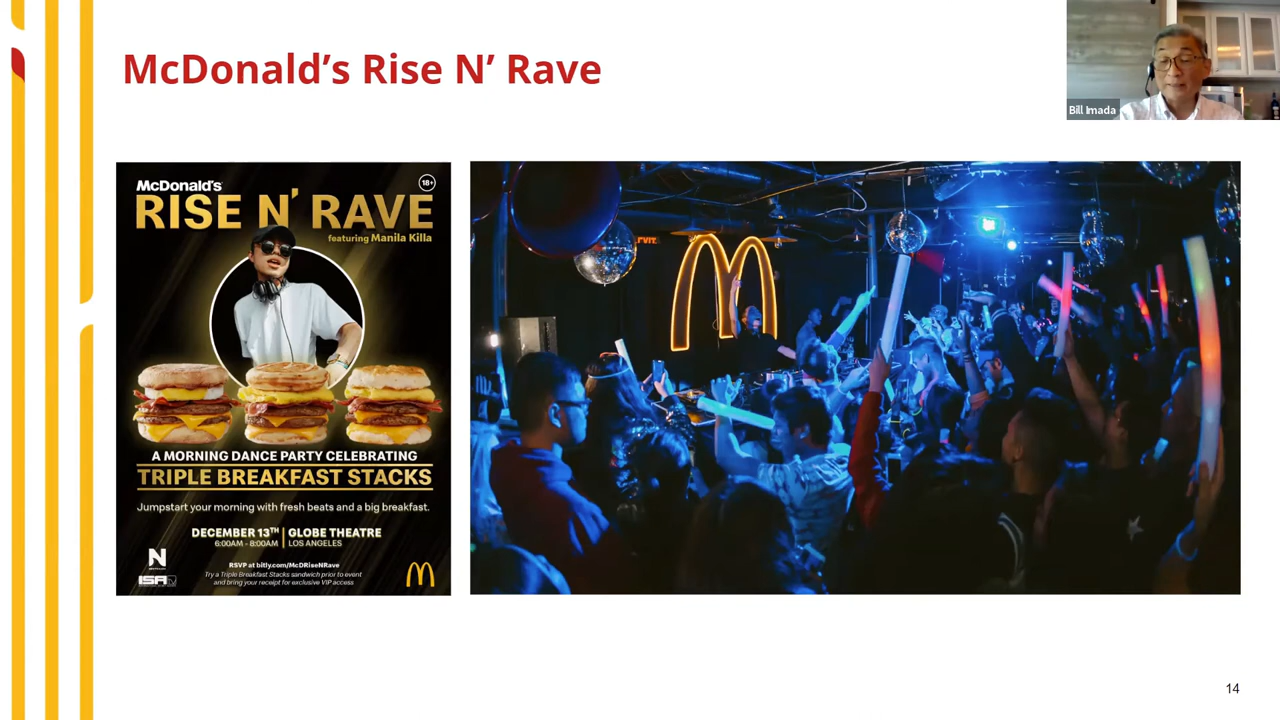 McDonald's Rise N' Rave
Bill Imada
McDonald's
18+
RISE N' RAVE
featuring Manila Killa
A MORNING DANCE PARTY CELEBRATING
TRIPLE BREAKFAST STACKS
Jumpstart your morning with fresh beats and a big breakfast.
DECEMBER 13TH | GLOBE THEATRE
6:00AM - 8:00AM | LOS ANGELES
RSVP at bitly.com/McDRiseNRave
Try a Triple Breakfast Stacks sandwich prior to event
and bring your receipt for exclusive VIP access
N
ISATV
14